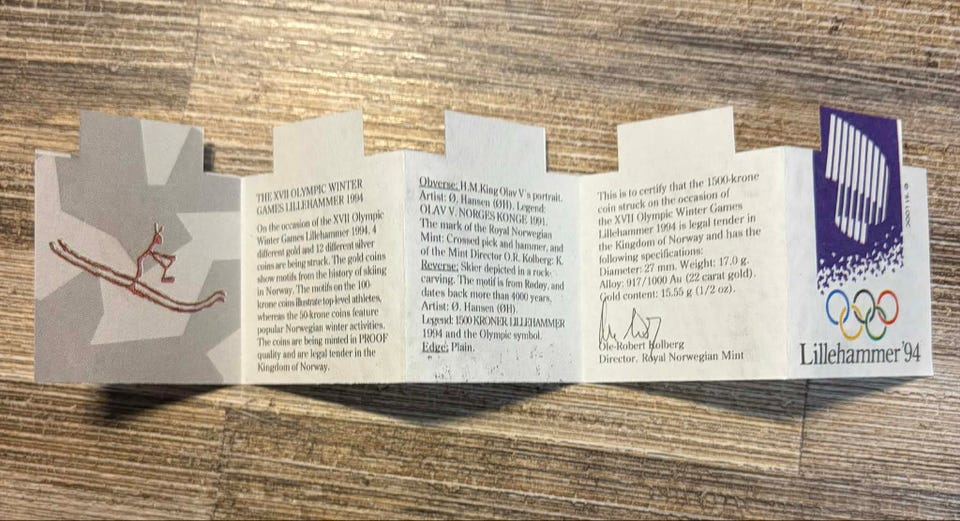 THE XVII OLYMPIC WINTER
GAMES LILLEHAMMER 1994
On the occasion of the XVII Olympic
Winter Games Lillehammer 1994, 4
different gold and 12 different silver
coins are being struck. The gold coins
show motifs from the history of skiing
in Norway. The motifs on the 100-
krone coins illustrate top level athletes,
whereas the 50-krone coins feature
popular Norwegian winter activities.
The coins are being minted in PROOF
quality and are legal tender in the
Kingdom of Norway.
Obverse: H.M.King Olav V's portrait.
Artist: Ø. Hansen (ØH). Legend:
OLAV V. NORGES KONGE 1991.
The mark of the Royal Norwegian
Mint: Crossed pick and hammer, and
of the Mint Director O.R. Kolberg: K.
Reverse: Skier depicted in a rock-
carving. The motif is from Rødøy, and
dates back more than 4000 years.
Artist: Ø. Hansen (ØH).
Legend: 1500 KRONER LILLEHAMMER
1994 and the Olympic symbol.
Edge: Plain.
This is to certify that the 1500-krone
coin struck on the occasion of
the XVII Olympic Winter Games
Lillehammer 1994 is legal tender in
the Kingdom of Norway and has the
following specifications:
Diameter: 27 mm. Weight: 17.0 g.
Alloy: 917/1000 Au (22 carat gold).
Gold content: 15.55 g (1/2 oz).
Ole-Robert Kolberg
Director. Royal Norwegian Mint
Lillehammer'94